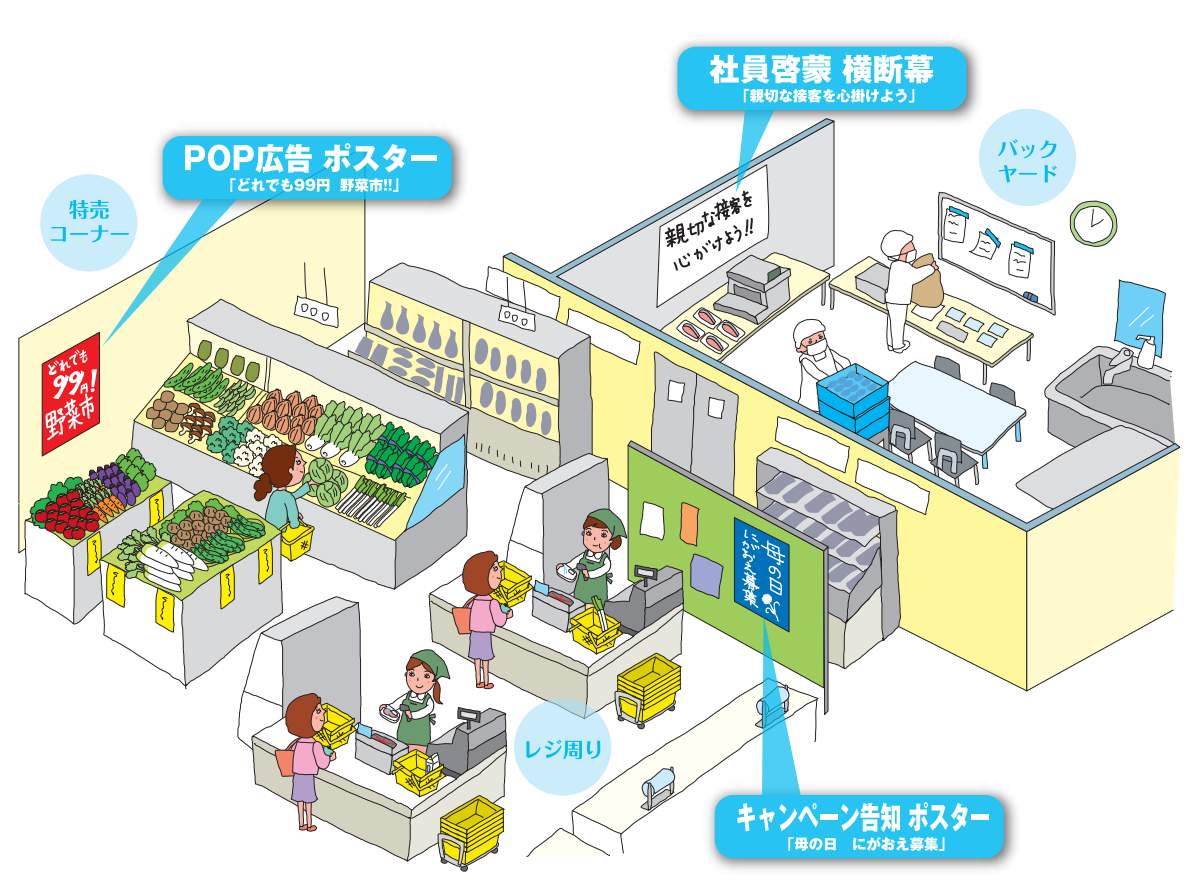 社員啓蒙 横断幕
「親切な接客を心掛けよう」
バック
ヤード
POP広告 ポスター
「どれでも99円 野菜市!!」
特売
コーナー
親切な接客を
心がけよう!!
どれでも
99円!
野菜市
母の日
にがおえ募集
レジ周り
キャンペーン告知 ポスター
「母の日 にがおえ募集」